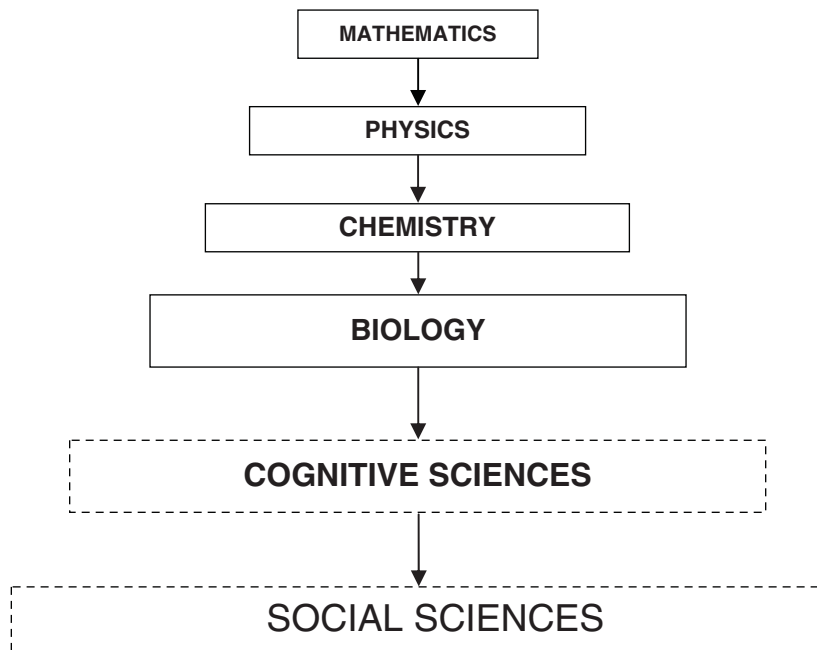 MATHEMATICS
PHYSICS
CHEMISTRY
BIOLOGY
COGNITIVE SCIENCES
SOCIAL SCIENCES